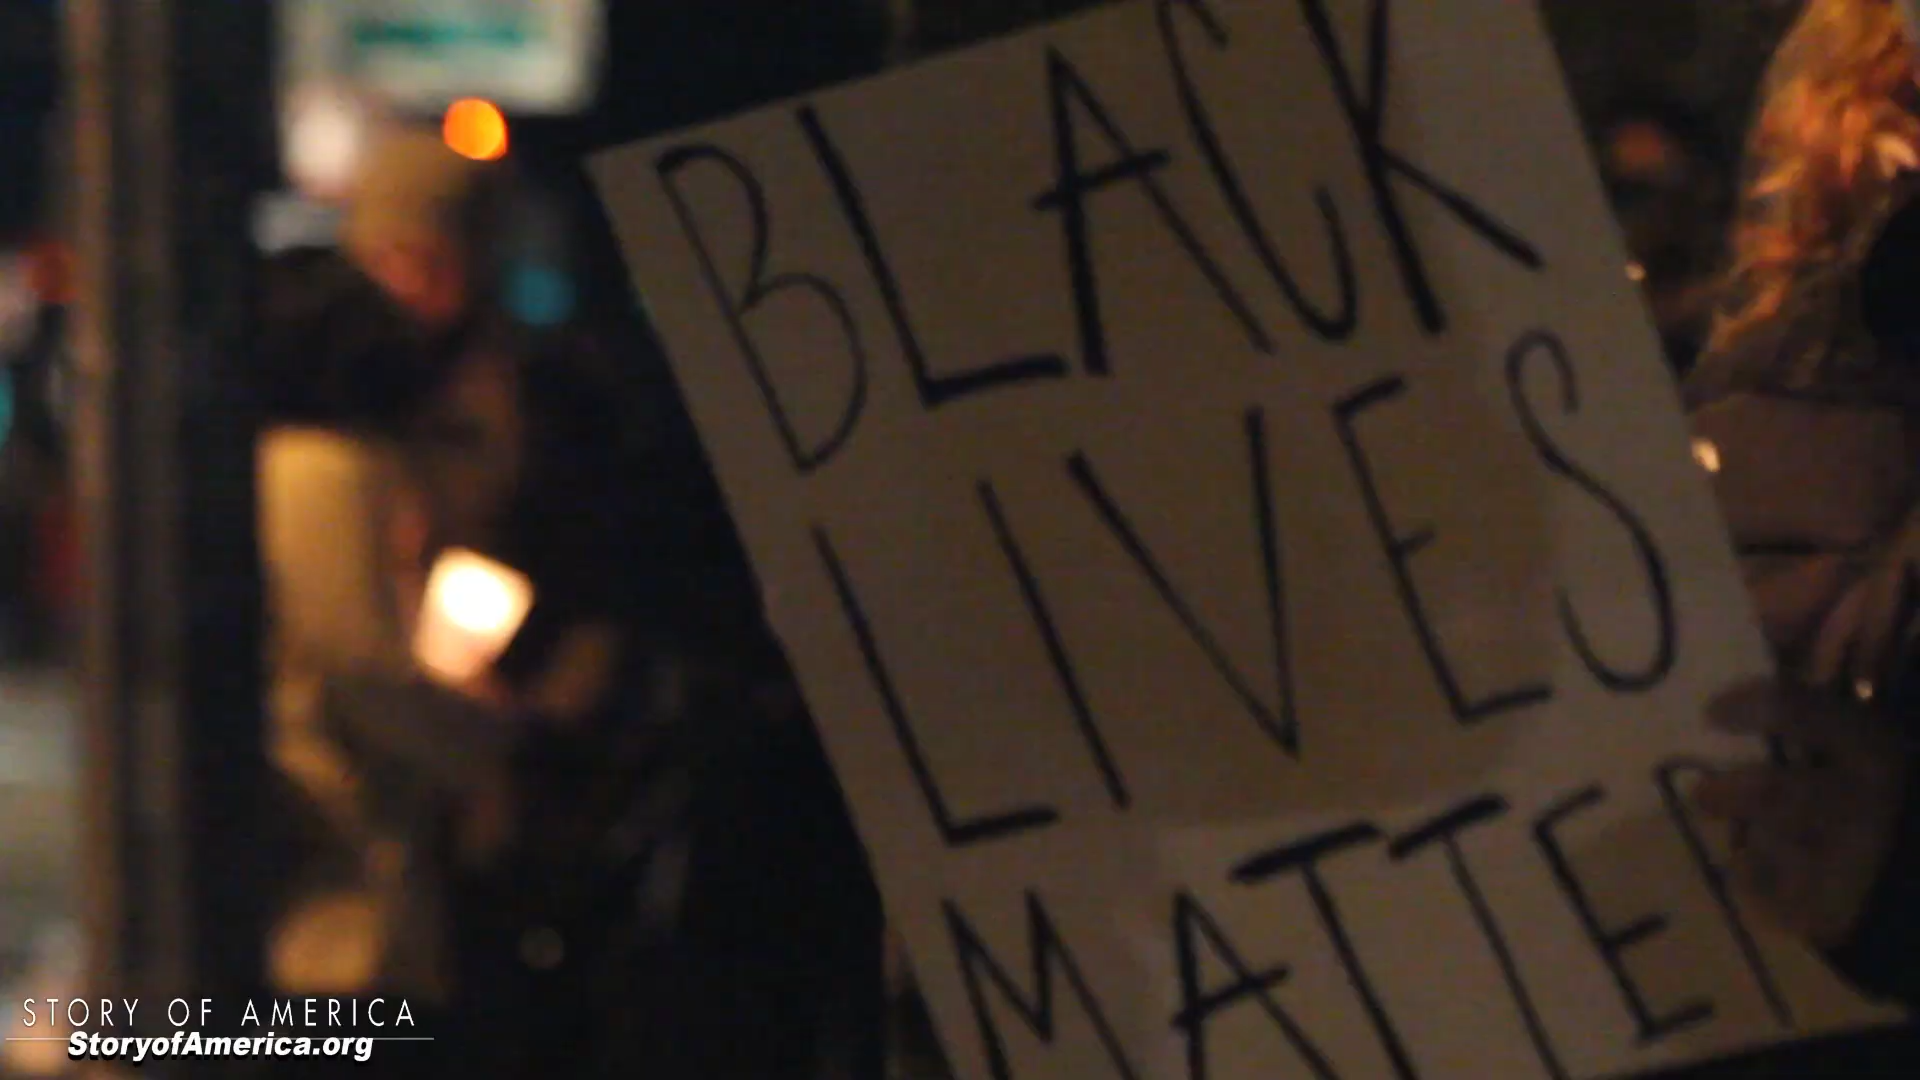 BLACK
LIVES
MATTER
STORY OF AMERICA
StoryofAmerica.org